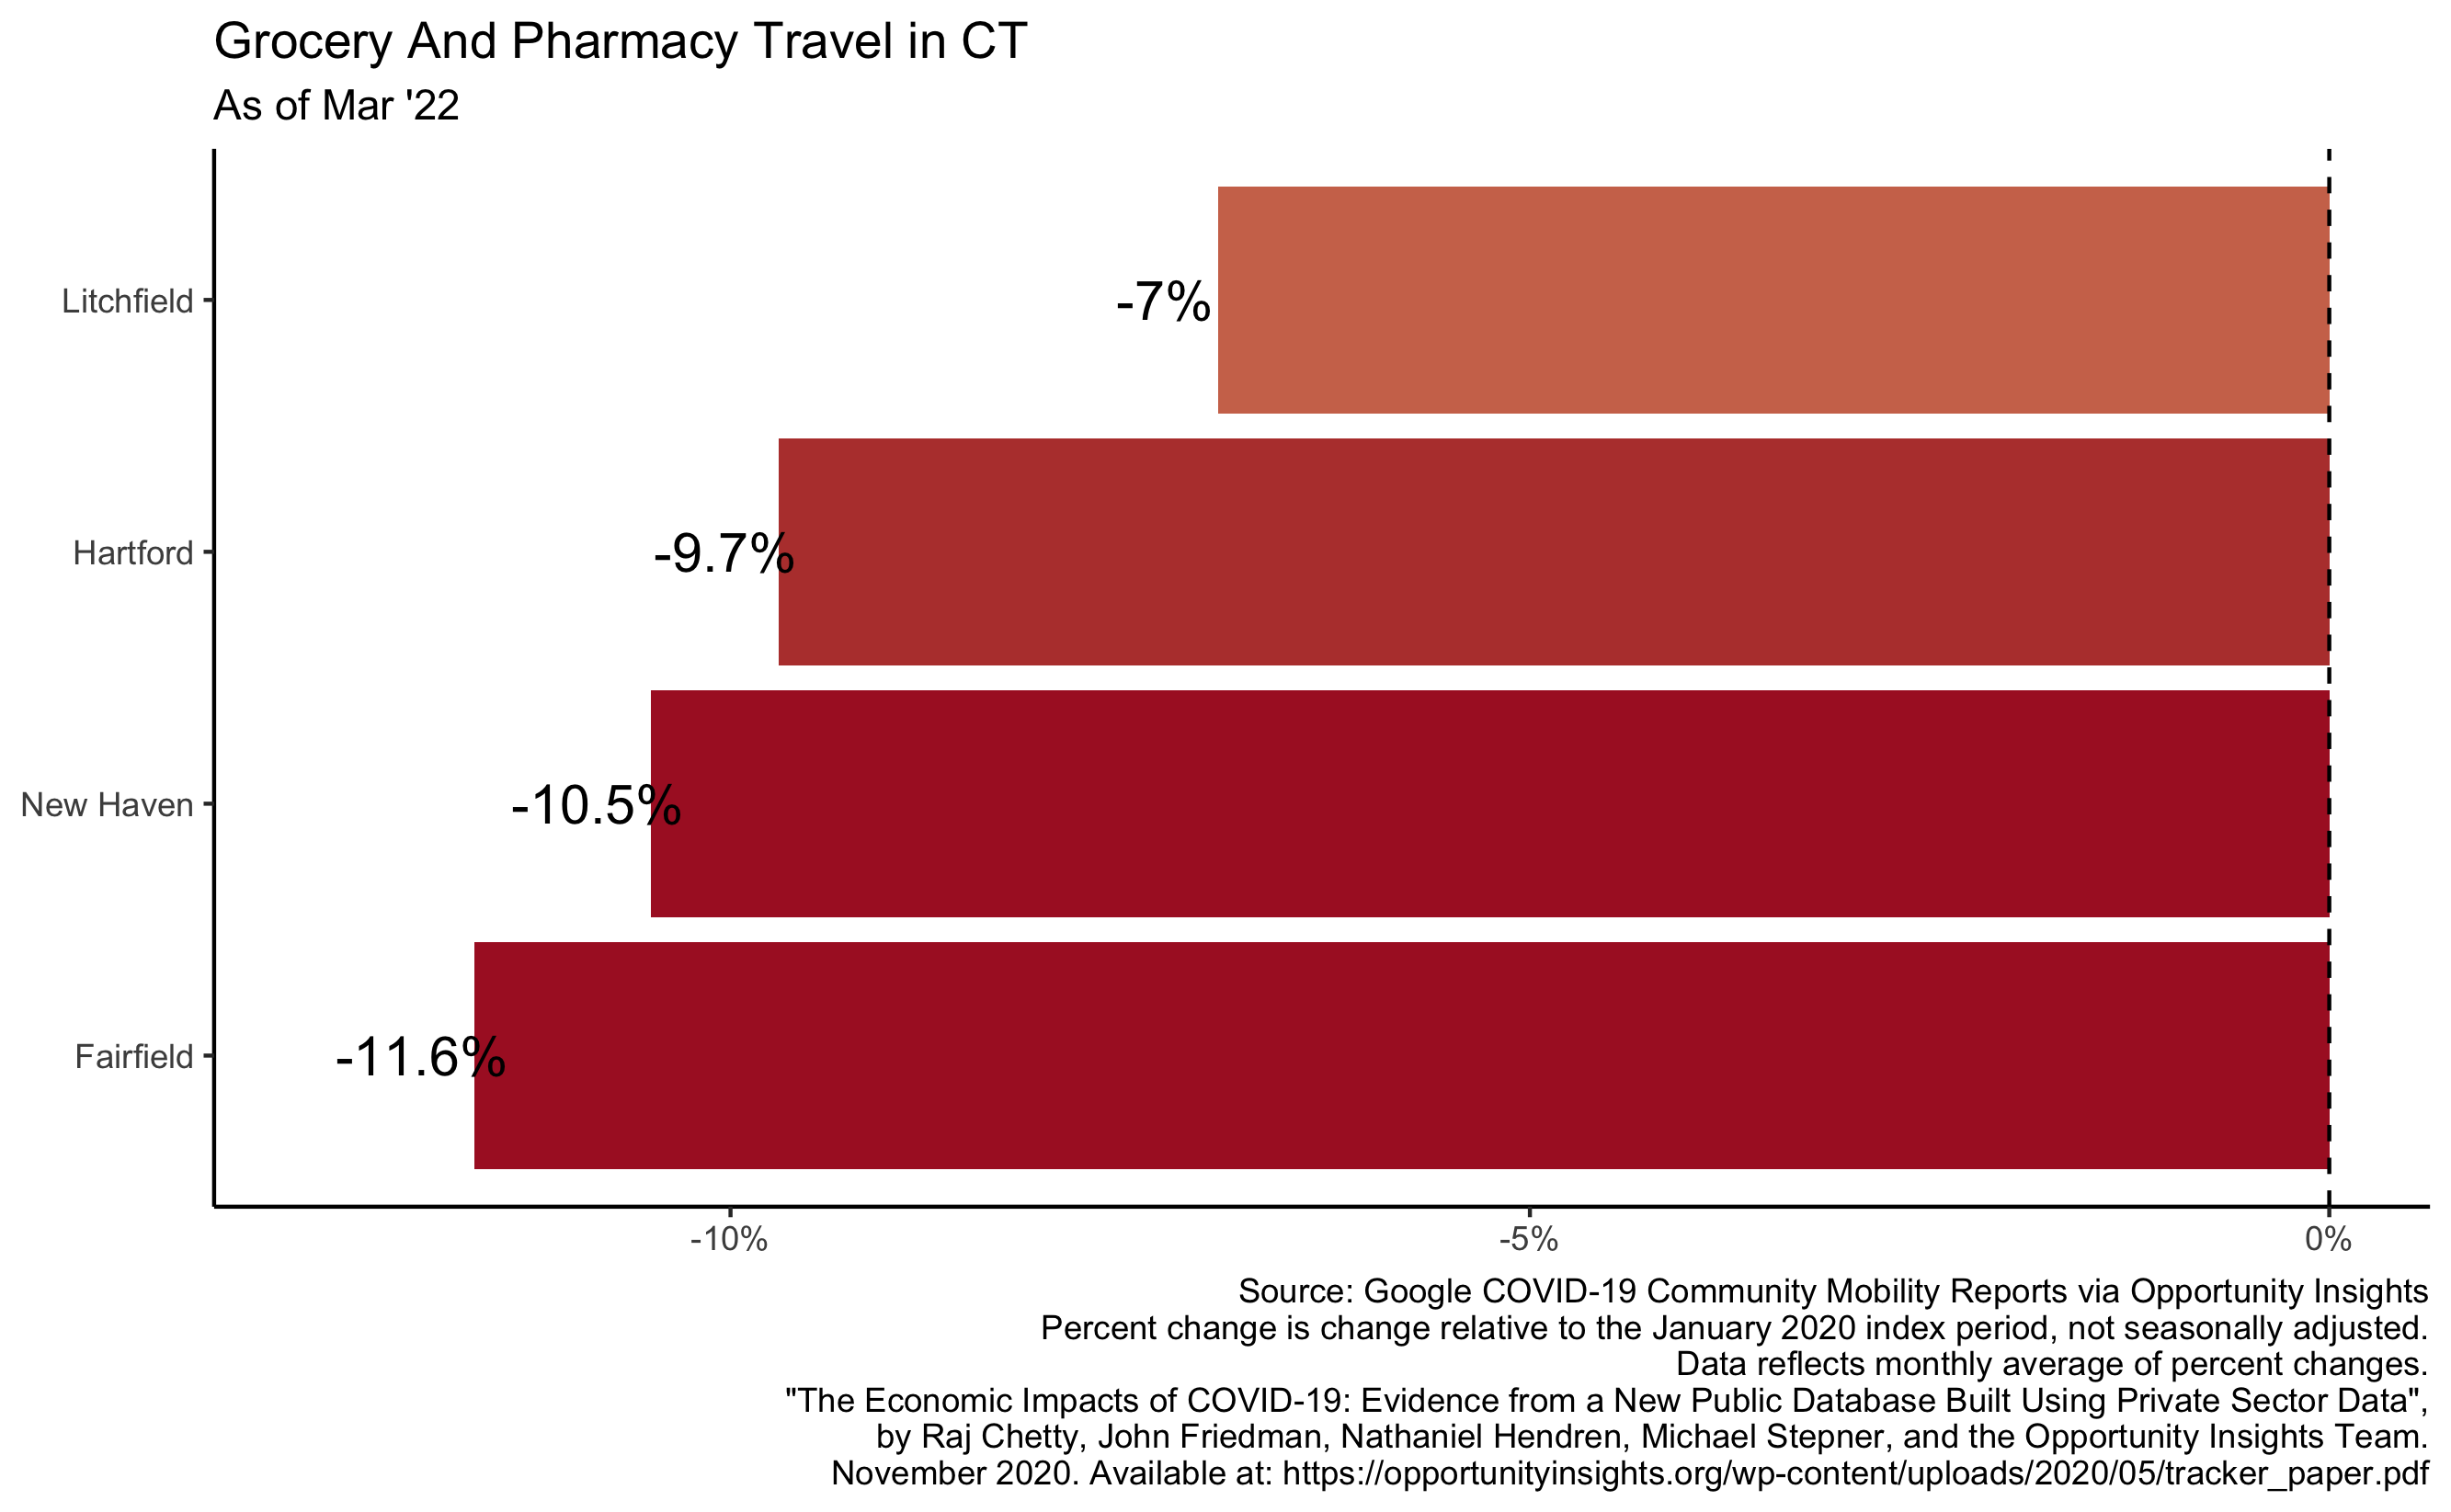 Grocery And Pharmacy Travel in CT
As of Mar '22
Litchfield
-7%
Hartford
-9.7%
New Haven
-10.5%
Fairfield
-11.6%
-10%
-5%
0%
Source: Google COVID-19 Community Mobility Reports via Opportunity Insights
Percent change is change relative to the January 2020 index period, not seasonally adjusted.
Data reflects monthly average of percent changes.
"The Economic Impacts of COVID-19: Evidence from a New Public Database Built Using Private Sector Data",
by Raj Chetty, John Friedman, Nathaniel Hendren, Michael Stepner, and the Opportunity Insights Team.
November 2020. Available at: https://opportunityinsights.org/wp-content/uploads/2020/05/tracker_paper.pdf